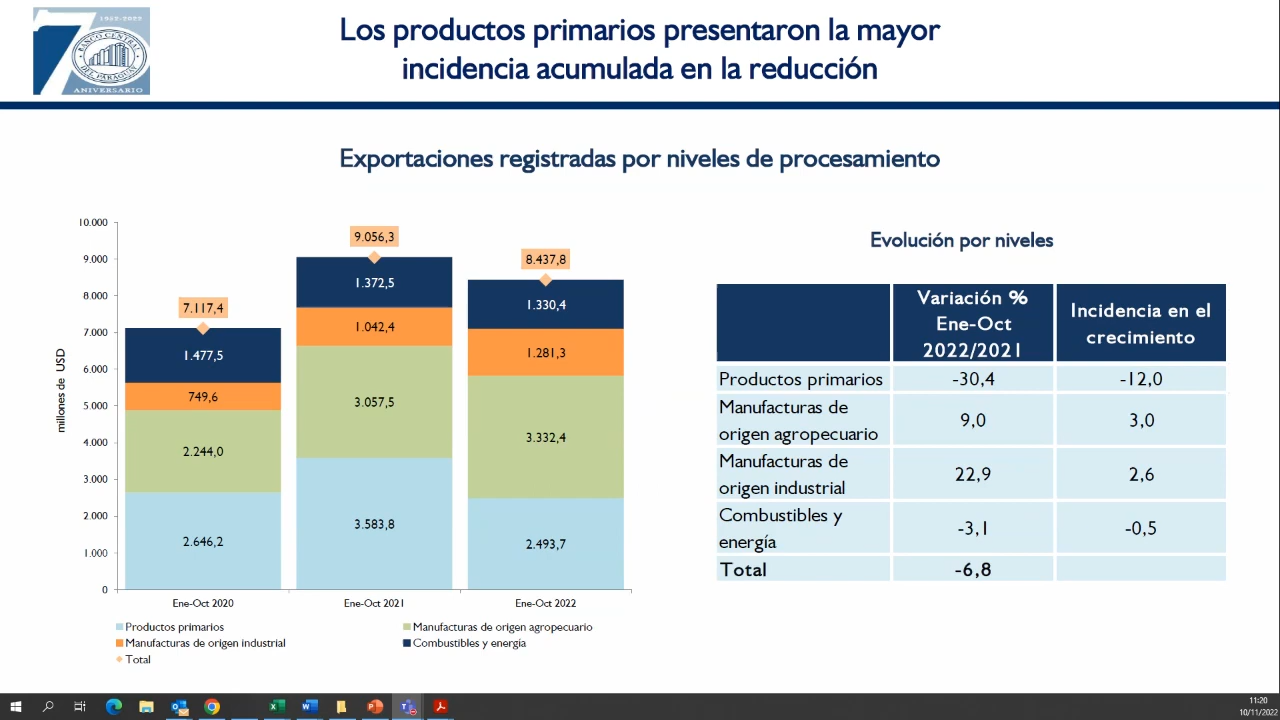 1952-2022
BANCO CENTRAL
DEL PARAGUAY
ANIVERSARIO
Los productos primarios presentaron la mayor
incidencia acumulada en la reducción
Exportaciones registradas por niveles de procesamiento
millones de USD
10.000
9.000
8.000
7.000
6.000
5.000
4.000
3.000
2.000
1.000
0
7.117,4
1.477,5
749,6
2.244,0
2.646,2
9.056,3
1.372,5
1.042,4
3.057,5
3.583,8
8.437,8
1.330,4
1.281,3
3.332,4
2.493,7
Ene-Oct 2020
Ene-Oct 2021
Ene-Oct 2022
Productos primarios
Manufacturas de origen agropecuario
Manufacturas de origen industrial
Combustibles y energía
Total
Evolución por niveles
Variación %
Ene-Oct
2022/2021
Incidencia en el
crecimiento
Productos primarios -30,4 -12,0
Manufacturas de
origen agropecuario 9,0 3,0
Manufacturas de
origen industrial 22,9 2,6
Combustibles y
energía -3,1 -0,5
Total -6,8
11:20
10/11/2022